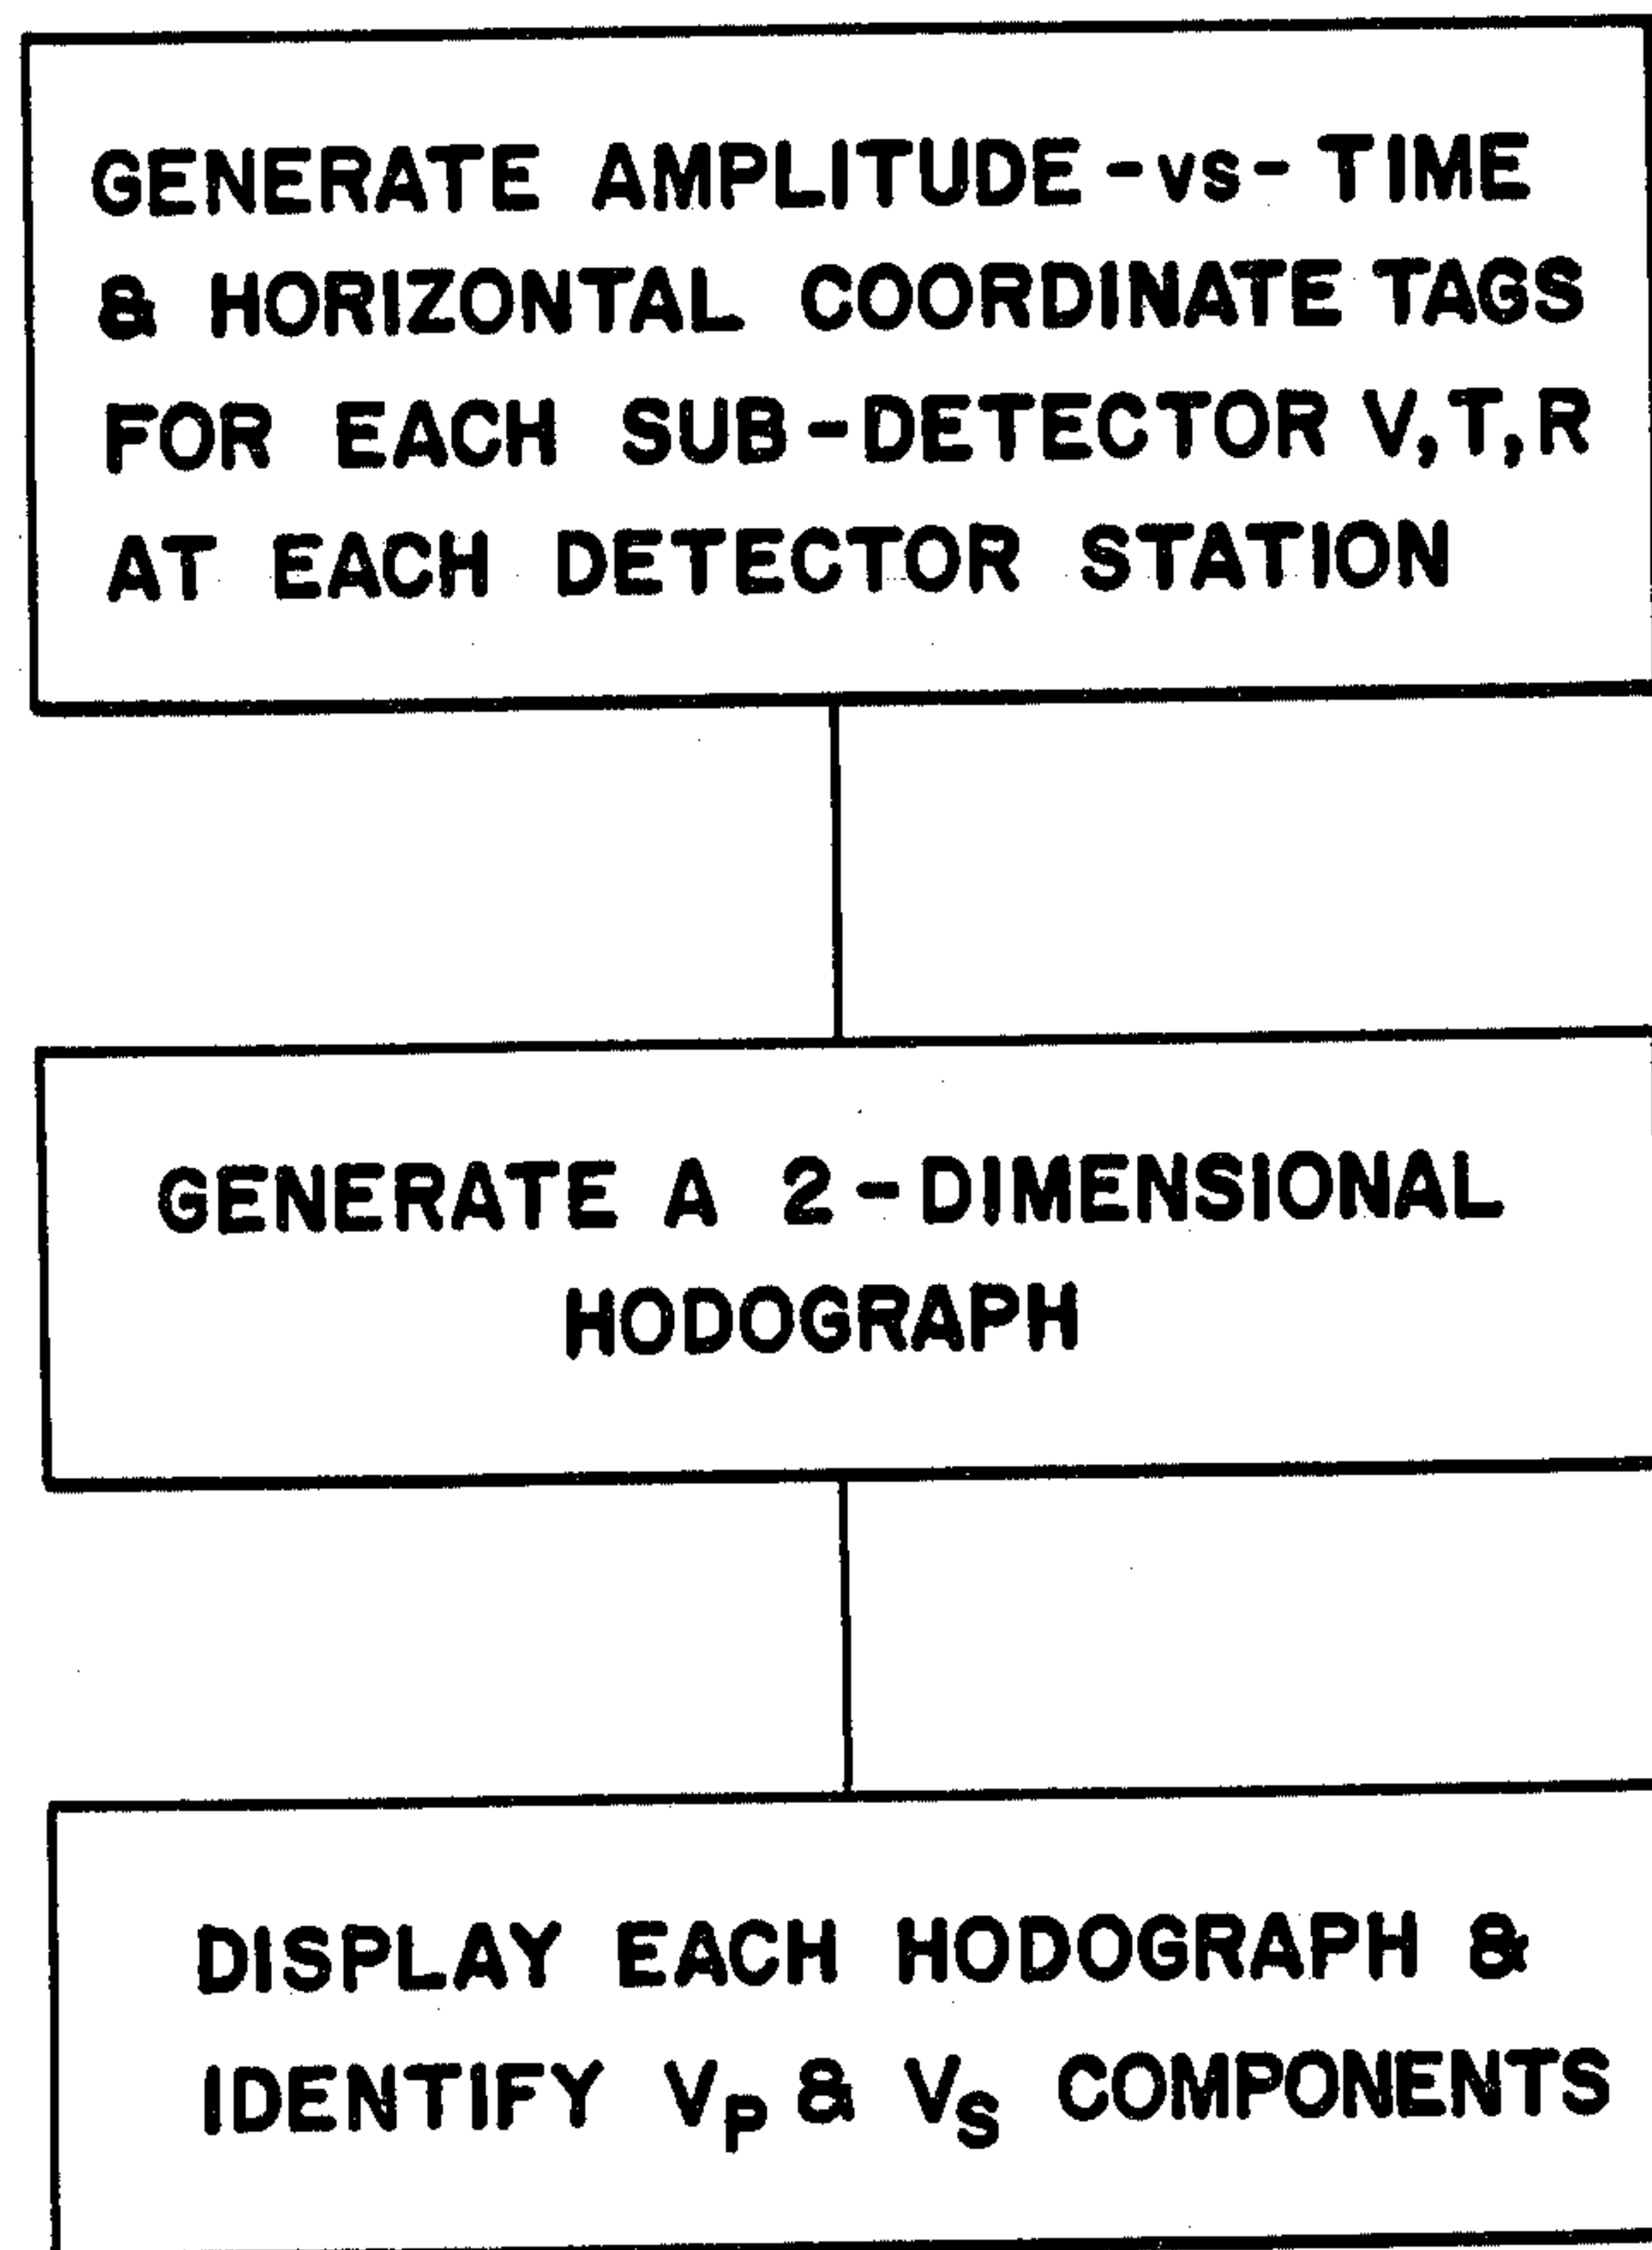 GENERATE AMPLITUDE-vs-TIME
& HORIZONTAL COORDINATE TAGS
FOR EACH SUB-DETECTOR V,T,R
AT EACH DETECTOR STATION
GENERATE A 2-DIMENSIONAL
HODOGRAPH
DISPLAY EACH HODOGRAPH &
IDENTIFY VP & VS COMPONENTS